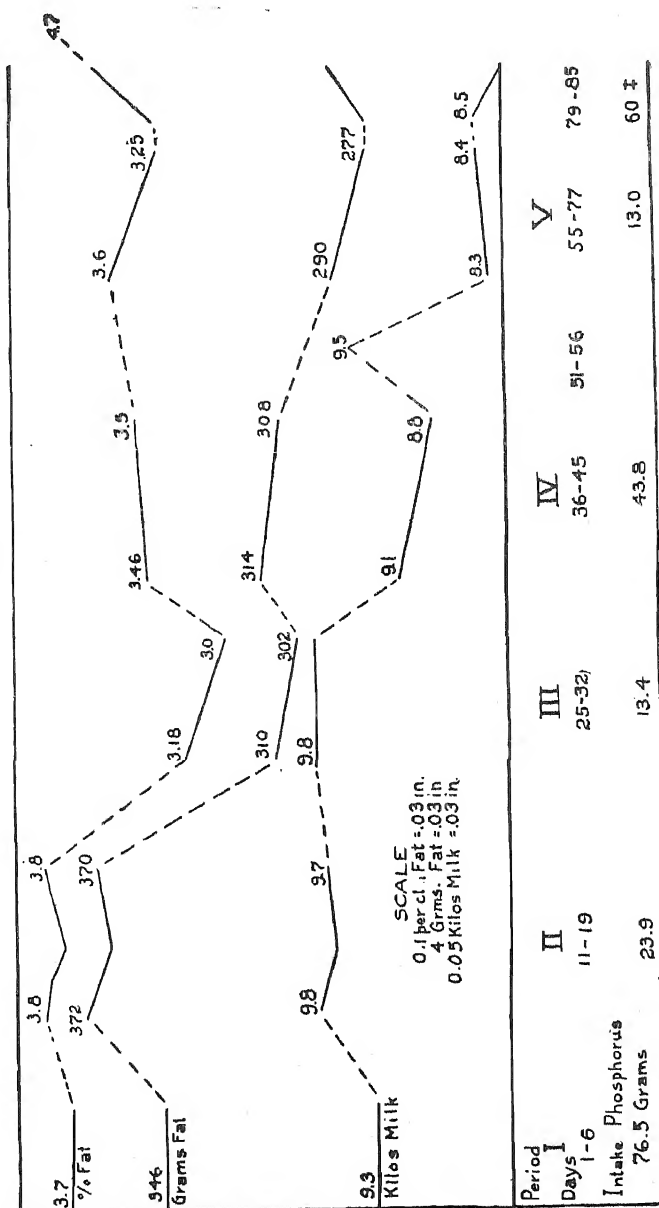 3.7 3.8 3.8 3.18 3.0 3.46 3.5 3.6 3.25 4.7
% Fat
346 372 370 310 302 314 308 290 277
Grams Fat
9.3 9.8 9.7 9.8 9.1 8.8 9.5 8.3 8.4 8.5
Kilos Milk
SCALE
0.1 per ct. Fat = .03 in.
4 Grms. Fat = .03 in
0.05 Kilos Milk = .03 in.
Period I II III IV V
Days 1-6 11-19 25-32 36-45 51-56 55-77 79-85
Intake Phosphorus
76.5 Grams 23.9 13.4 43.8 13.0 60 ‡